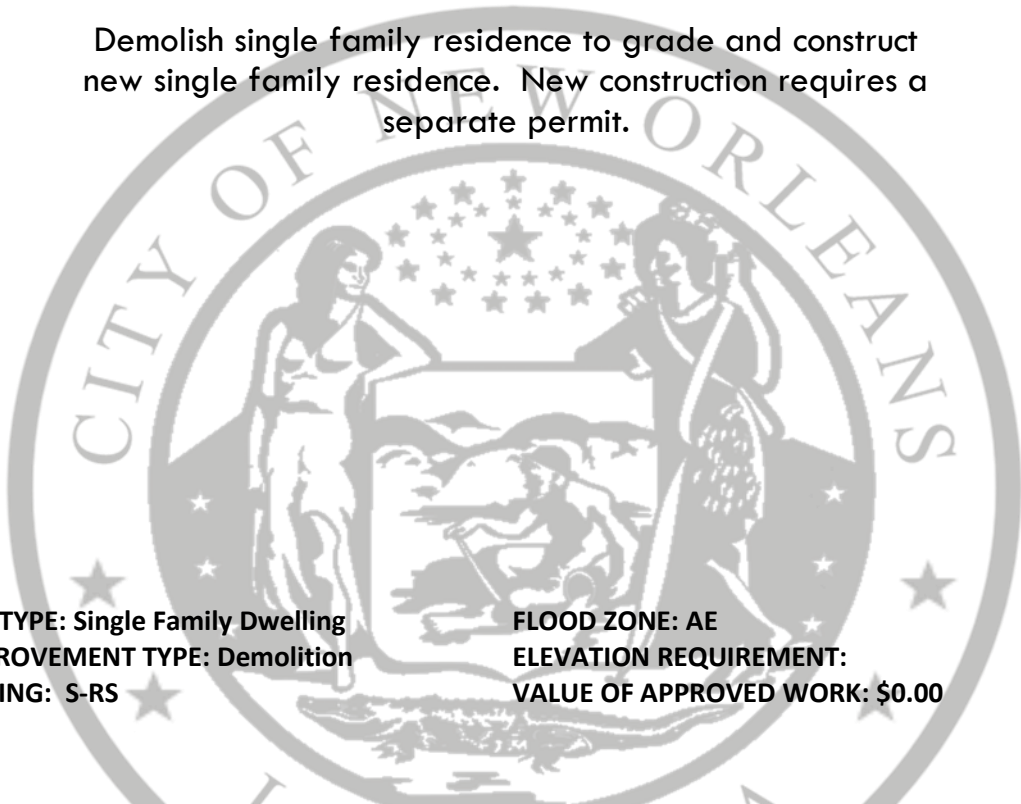 Demolish single family residence to grade and construct
new single family residence.  New construction requires a
separate permit.
CITY OF NEW ORLEANS
TYPE: Single Family Dwelling
ROVEMENT TYPE: Demolition
ING:  S-RS
FLOOD ZONE: AE
ELEVATION REQUIREMENT:
VALUE OF APPROVED WORK: $0.00